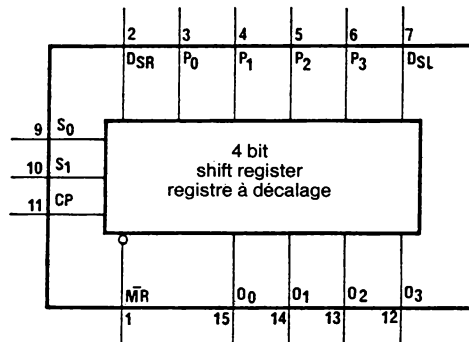 2 3 4 5 6 7
DSR P0 P1 P2 P3 DSL
9 S0
10 S1
11 CP
4 bit
shift register
registre à décalage
M̄R O0 O1 O2 O3
1 15 14 13 12